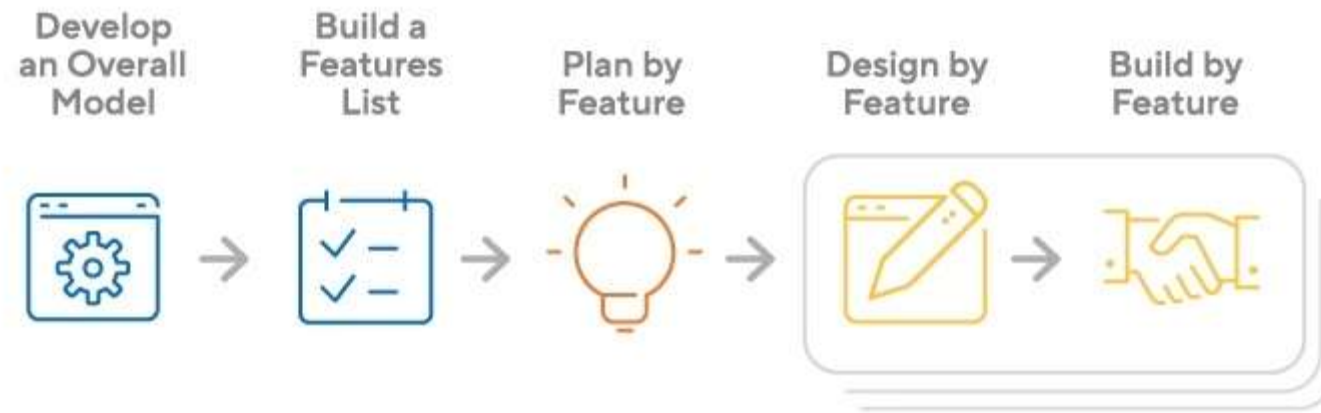 Develop
an Overall
Model
Build a
Features
List
Plan by
Feature
Design by
Feature
Build by
Feature